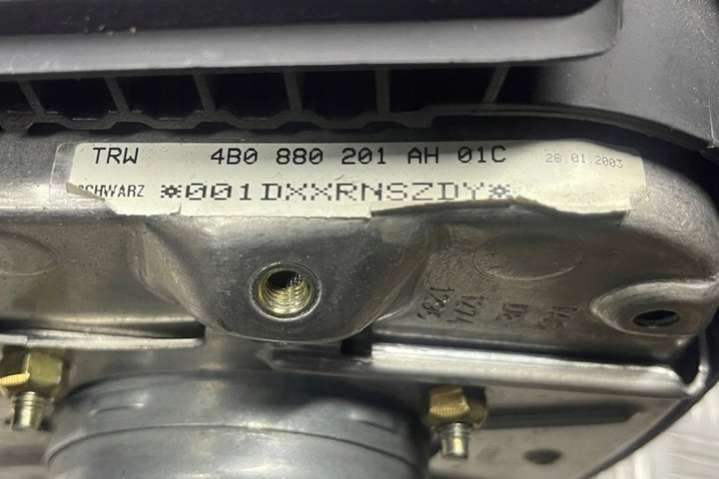 TRW 4B0 880 201 AH 01C 28.01.2003
SCHWARZ *001DXXRNSZDY*